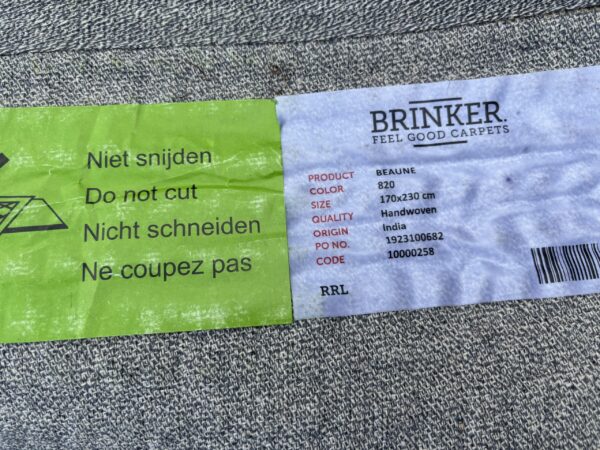 Niet snijden
Do not cut
Nicht schneiden
Ne coupez pas
BRINKER.
FEEL GOOD CARPETS
PRODUCT BEAUNE
COLOR 820
SIZE 170x230 cm
QUALITY Handwoven
ORIGIN India
PO NO. 1923100682
CODE 10000258
RRL